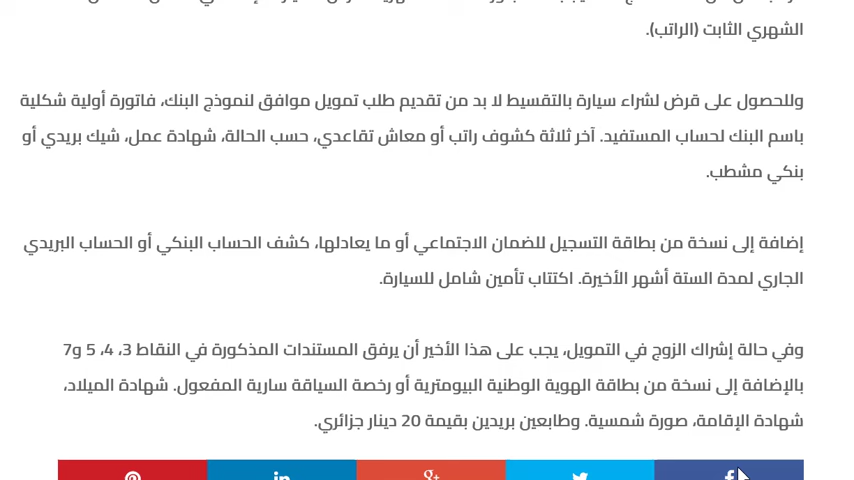 الشهري الثابت (الراتب).
وللحصول على قرض لشراء سيارة بالتقسيط لا بد من تقديم طلب تمويل موافق لنموذج البنك، فاتورة أولية شكلية
باسم البنك لحساب المستفيد. آخر ثلاثة كشوف راتب أو معاش تقاعدي، حسب الحالة، شهادة عمل، شيك بريدي أو
بنكي مشطب.
إضافة إلى نسخة من بطاقة التسجيل للضمان الاجتماعي أو ما يعادلها، كشف الحساب البنكي أو الحساب البريدي
الجاري لمدة الستة أشهر الأخيرة. اكتتاب تأمين شامل للسيارة.
وفي حالة إشراك الزوج في التمويل، يجب على هذا الأخير أن يرفق المستندات المذكورة في النقاط 3، 4، 5 و7
بالإضافة إلى نسخة من بطاقة الهوية الوطنية البيومترية أو رخصة السياقة سارية المفعول. شهادة الميلاد،
شهادة الإقامة، صورة شمسية. وطابعين بريدين بقيمة 20 دينار جزائري.